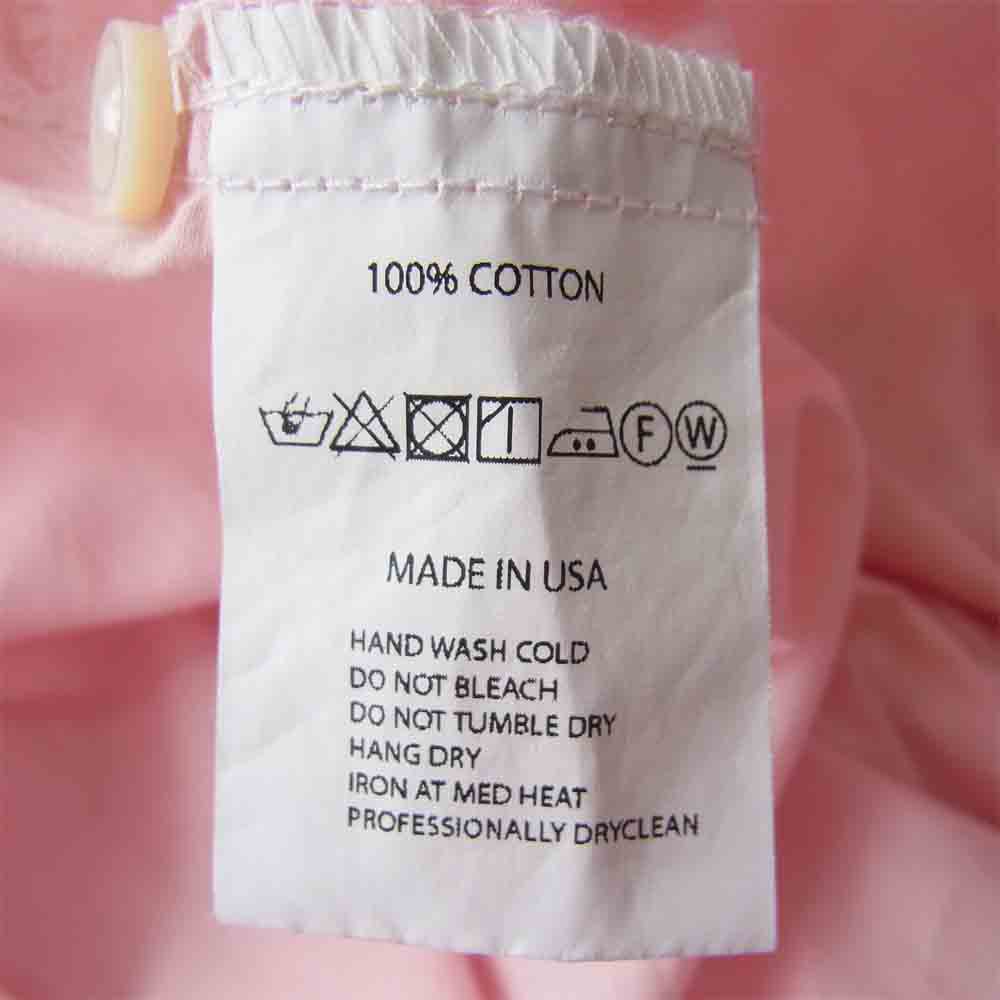 100% COTTON
F W
MADE IN USA
HAND WASH COLD
DO NOT BLEACH
DO NOT TUMBLE DRY
HANG DRY
IRON AT MED HEAT
PROFESSIONALLY DRYCLEAN